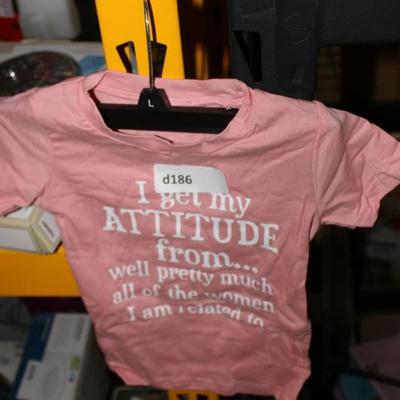 L
d186
I get my
ATTITUDE
from...
well pretty much
all of the women
I am related to